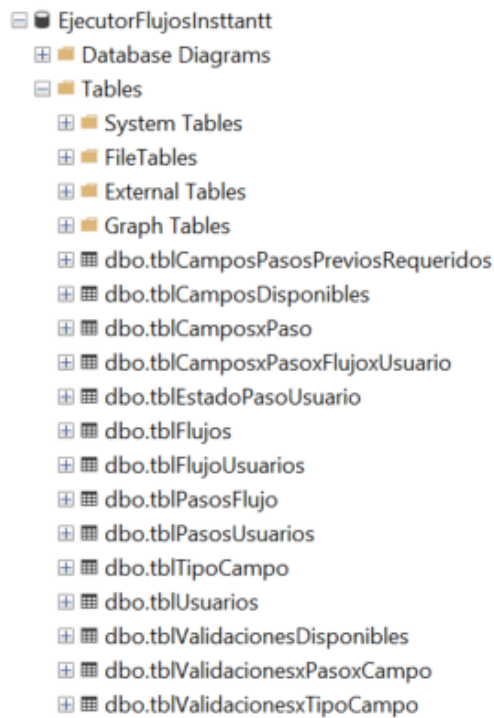 EjecutorFlujosInsttantt
Database Diagrams
Tables
System Tables
FileTables
External Tables
Graph Tables
dbo.tblCamposPasosPreviosRequeridos
dbo.tblCamposDisponibles
dbo.tblCamposxPaso
dbo.tblCamposxPasoxFlujoxUsuario
dbo.tblEstadoPasoUsuario
dbo.tblFlujos
dbo.tblFlujoUsuarios
dbo.tblPasosFlujo
dbo.tblPasosUsuarios
dbo.tblTipoCampo
dbo.tblUsuarios
dbo.tblValidacionesDisponibles
dbo.tblValidacionesxPasoxCampo
dbo.tblValidacionesxTipoCampo